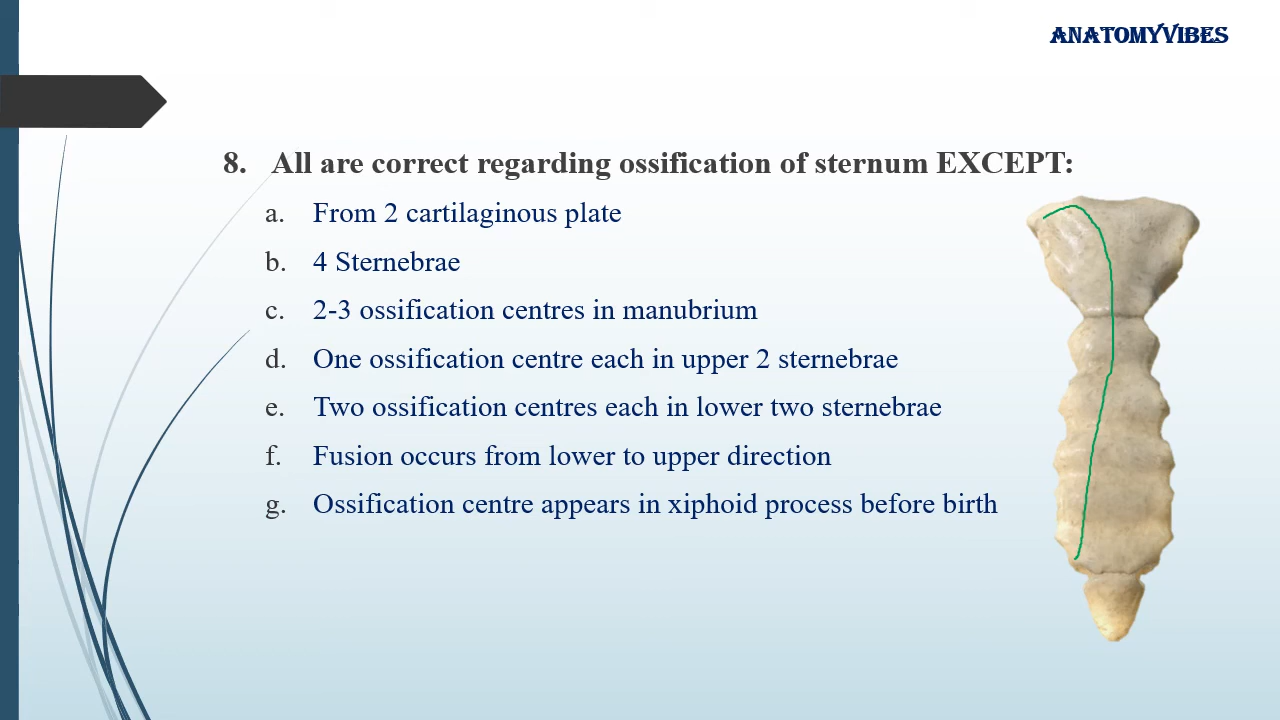 ANATOMYVIBES
8. All are correct regarding ossification of sternum EXCEPT:
a. From 2 cartilaginous plate
b. 4 Sternebrae
c. 2-3 ossification centres in manubrium
d. One ossification centre each in upper 2 sternebrae
e. Two ossification centres each in lower two sternebrae
f. Fusion occurs from lower to upper direction
g. Ossification centre appears in xiphoid process before birth